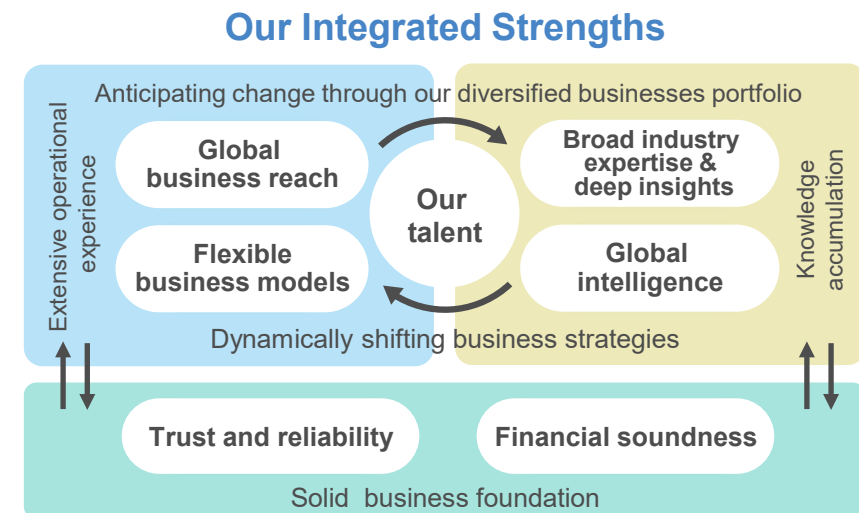 Our Integrated Strengths
Anticipating change through our diversified businesses portfolio
Extensive operational
experience
Global
business reach
Flexible
business models
Our
talent
Broad industry
expertise &
deep insights
Global
intelligence
Knowledge
accumulation
Dynamically shifting business strategies
Trust and reliability
Financial soundness
Solid business foundation